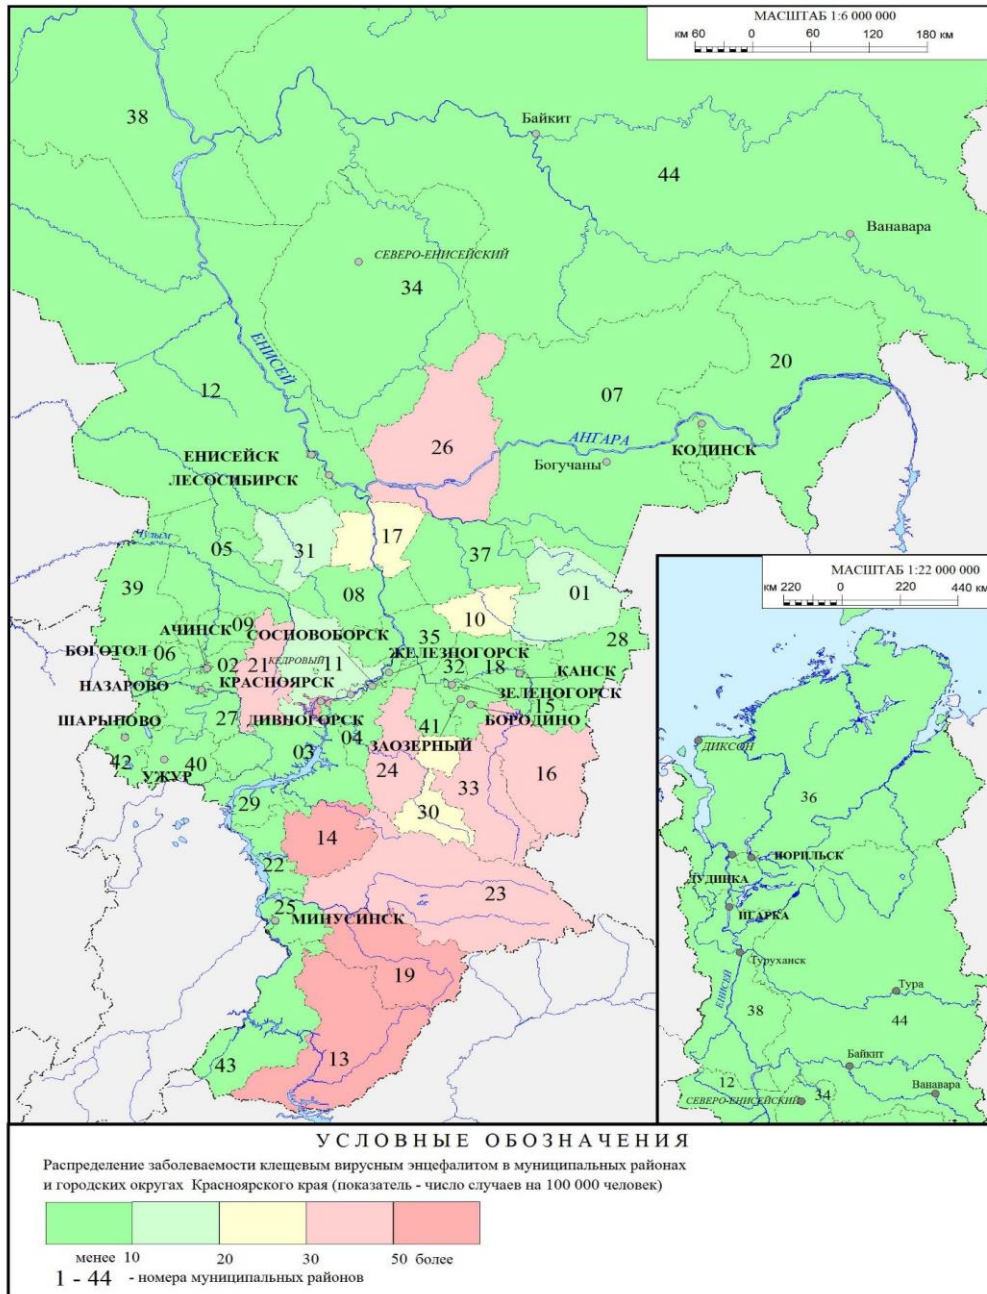 МАСШТАБ 1:6 000 000
км 60 0 60 120 180 км
38
Байкит
44
Ванавара
СЕВЕРО-ЕНИСЕЙСКИЙ
34
ЕНИСЕЙ
20
12
07
26
АНГАРА
КОДИНСК
ЕНИСЕЙСК
Богучаны
ЛЕСОСИБИРСК
Чулым
17
05
31
37
МАСШТАБ 1:22 000 000
км 220 0 220 440 км
39
08
01
10
09
АЧИНСК
СОСНОВОБОРСК
35
28
БОГОТОЛ
06
02
21
КЕДРОВЫЙ
11
ЖЕЛЕЗНОГОРСК
32
18
КАНСК
НАЗАРОВО
КРАСНОЯРСК
ЗЕЛЕНОГОРСК
15
ШАРЫПОВО
27
ДИВНОГОРСК
41
БОРОДИНО
04
ЗАОЗЕРНЫЙ
03
42
40
УЖУР
24
33
16
ДИКСОН
29
30
36
14
22
НОРИЛЬСК
ДУДИНКА
23
25
МИНУСИНСК
ИГАРКА
Туруханск
19
ЕНИСЕЙ
Тура
38
44
13
43
Байкит
12
Ванавара
СЕВЕРО-ЕНИСЕЙСКИЙ
34
УСЛОВНЫЕ ОБОЗНАЧЕНИЯ
Распределение заболеваемости клещевым вирусным энцефалитом в муниципальных районах
и городских округах Красноярского края (показатель - число случаев на 100 000 человек)
менее 10 20 30 50 более
1 - 44 - номера муниципальных районов